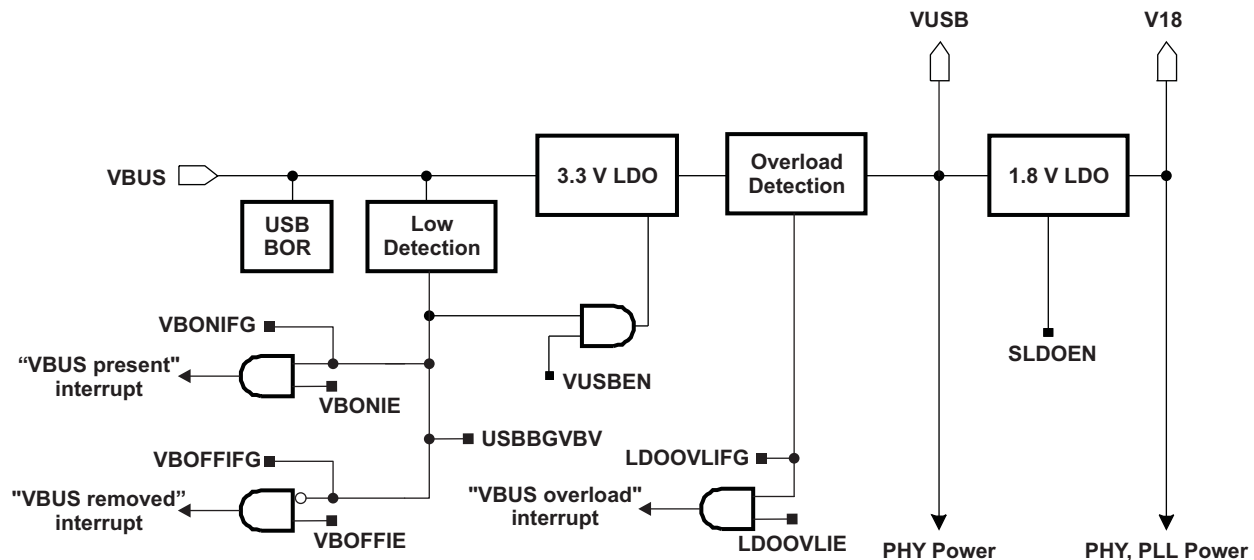 VUSB
V18
VBUS
USB
BOR
Low
Detection
3.3 V LDO
Overload
Detection
1.8 V LDO
VBONIFG
“VBUS present"
interrupt
VBONIE
VUSBEN
SLDOEN
USBBGVBV
VBOFFIFG
"VBUS removed”
interrupt
VBOFFIE
LDOOVLIFG
"VBUS overload"
interrupt
LDOOVLIE
PHY Power
PHY, PLL Power